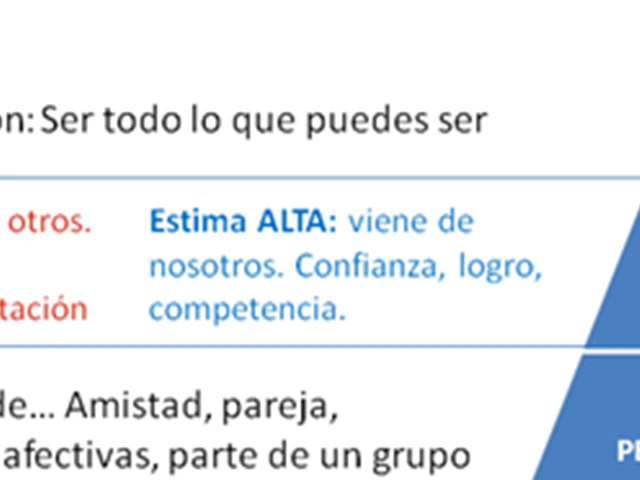 ón: Ser todo lo que puedes ser
otros. Estima ALTA: viene de
nosotros. Confianza, logro,
tación competencia.
de... Amistad, pareja,
afectivas, parte de un grupo
PE